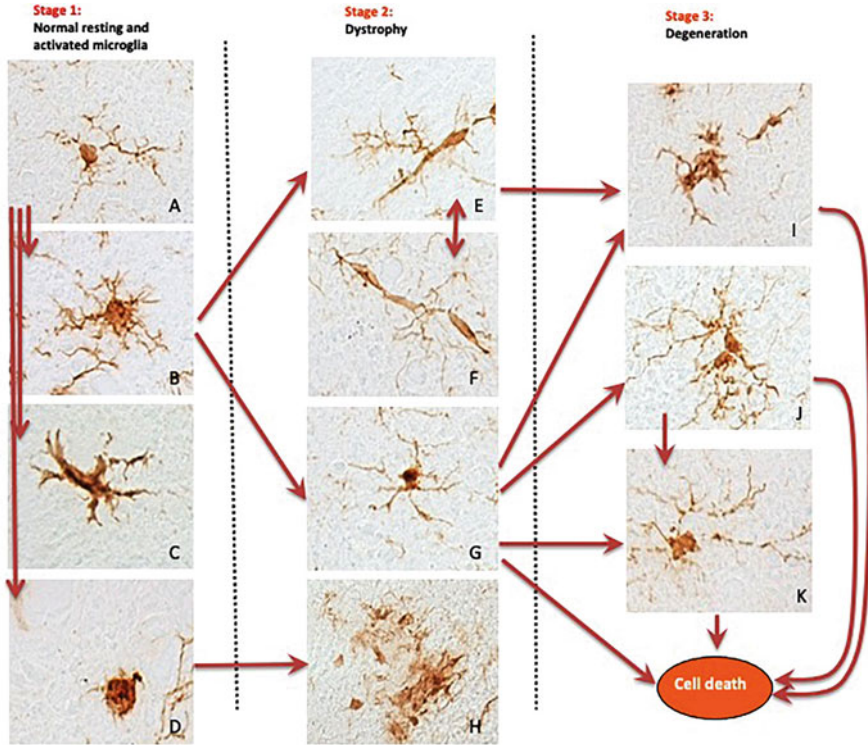 Stage 1:
Normal resting and
activated microglia
Stage 2:
Dystrophy
Stage 3:
Degeneration
A
B
C
D
E
F
G
H
I
J
K
Cell death